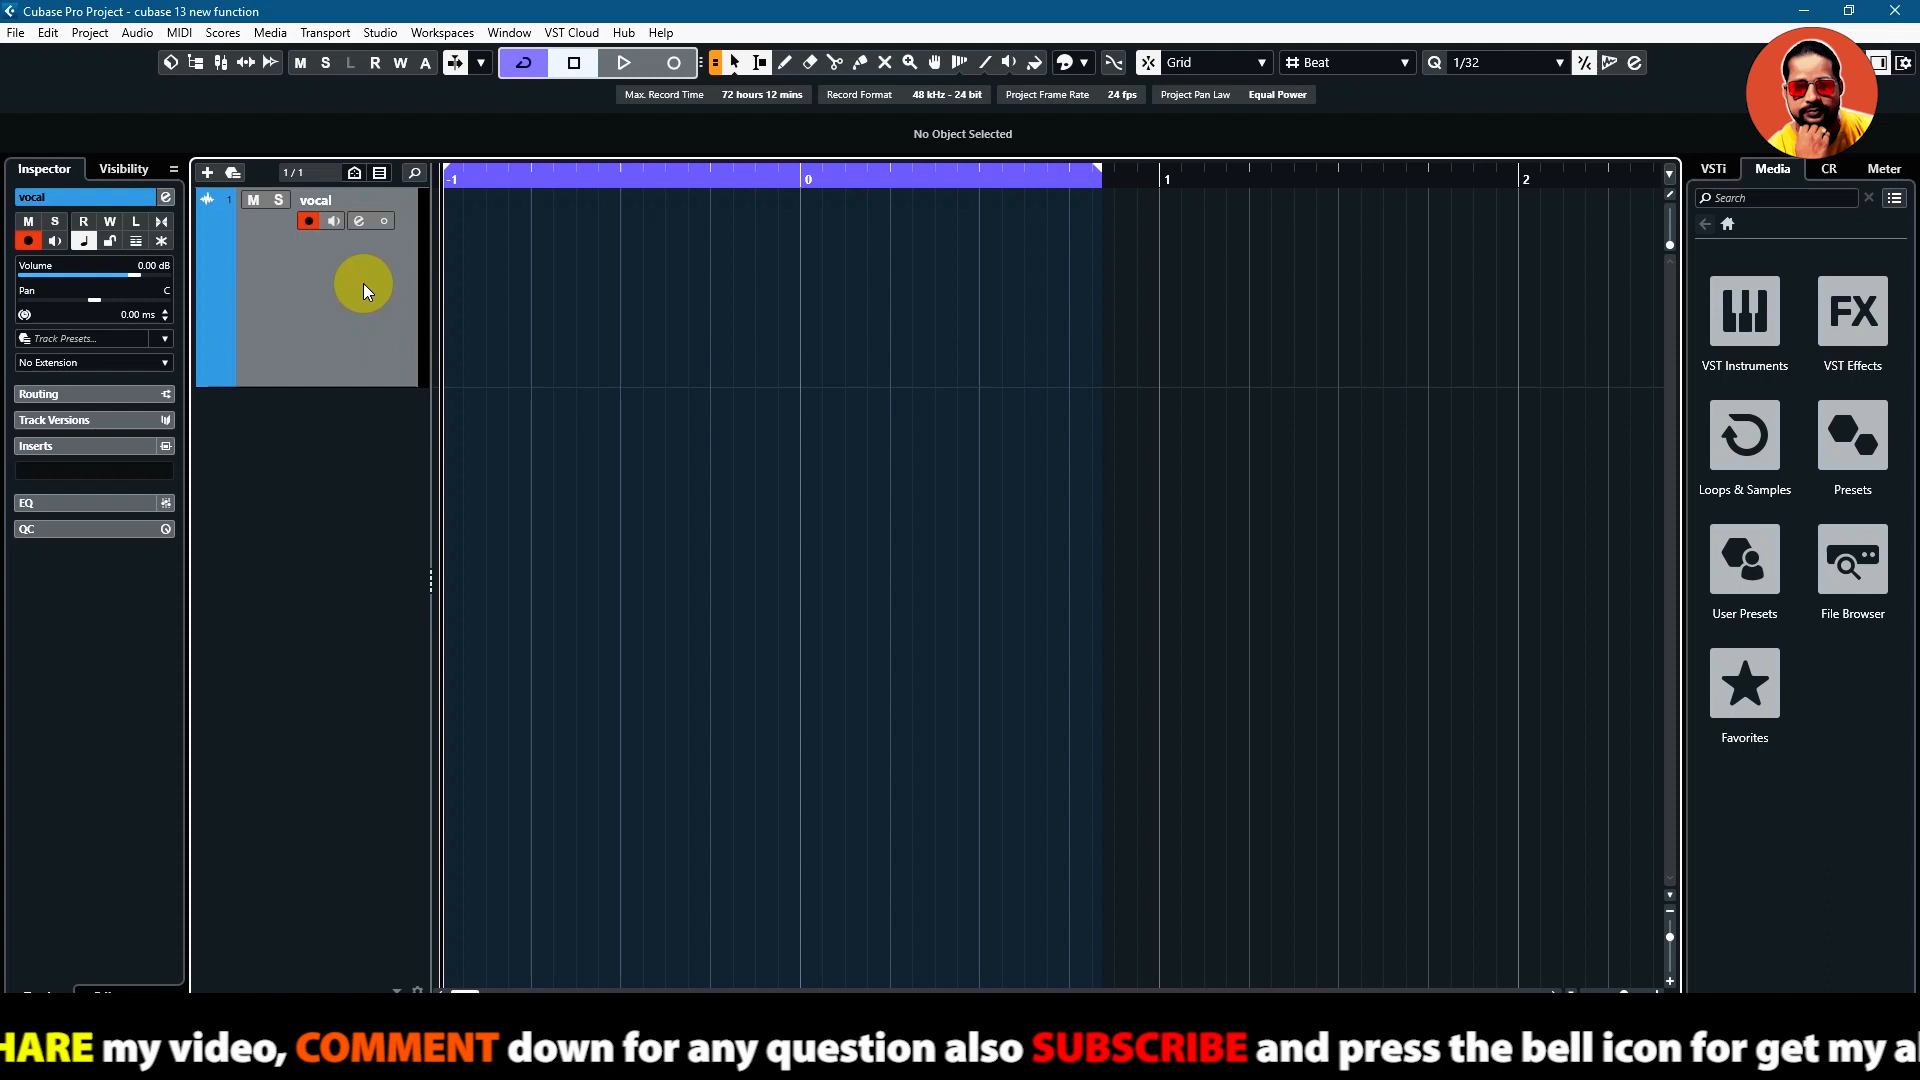 Cubase Pro Project - cubase 13 new function
File Edit Project Audio MIDI Scores Media Transport Studio Workspaces Window VST Cloud Hub Help
M S L R W A Grid Beat Q 1/32
Max. Record Time 72 hours 12 mins Record Format 48 kHz - 24 bit Project Frame Rate 24 fps Project Pan Law Equal Power
No Object Selected
Inspector Visibility 1 / 1 VSTi Media CR Meter
-1 0 1 2
vocal
1 M S vocal
Search
M S R W L
Volume 0.00 dB
Pan C
0.00 ms
Track Presets...
No Extension
Routing
Track Versions
Inserts
EQ
QC
FX
VST Instruments VST Effects
Loops & Samples Presets
User Presets File Browser
Favorites
HARE my video, COMMENT down for any question also SUBSCRIBE and press the bell icon for get my al